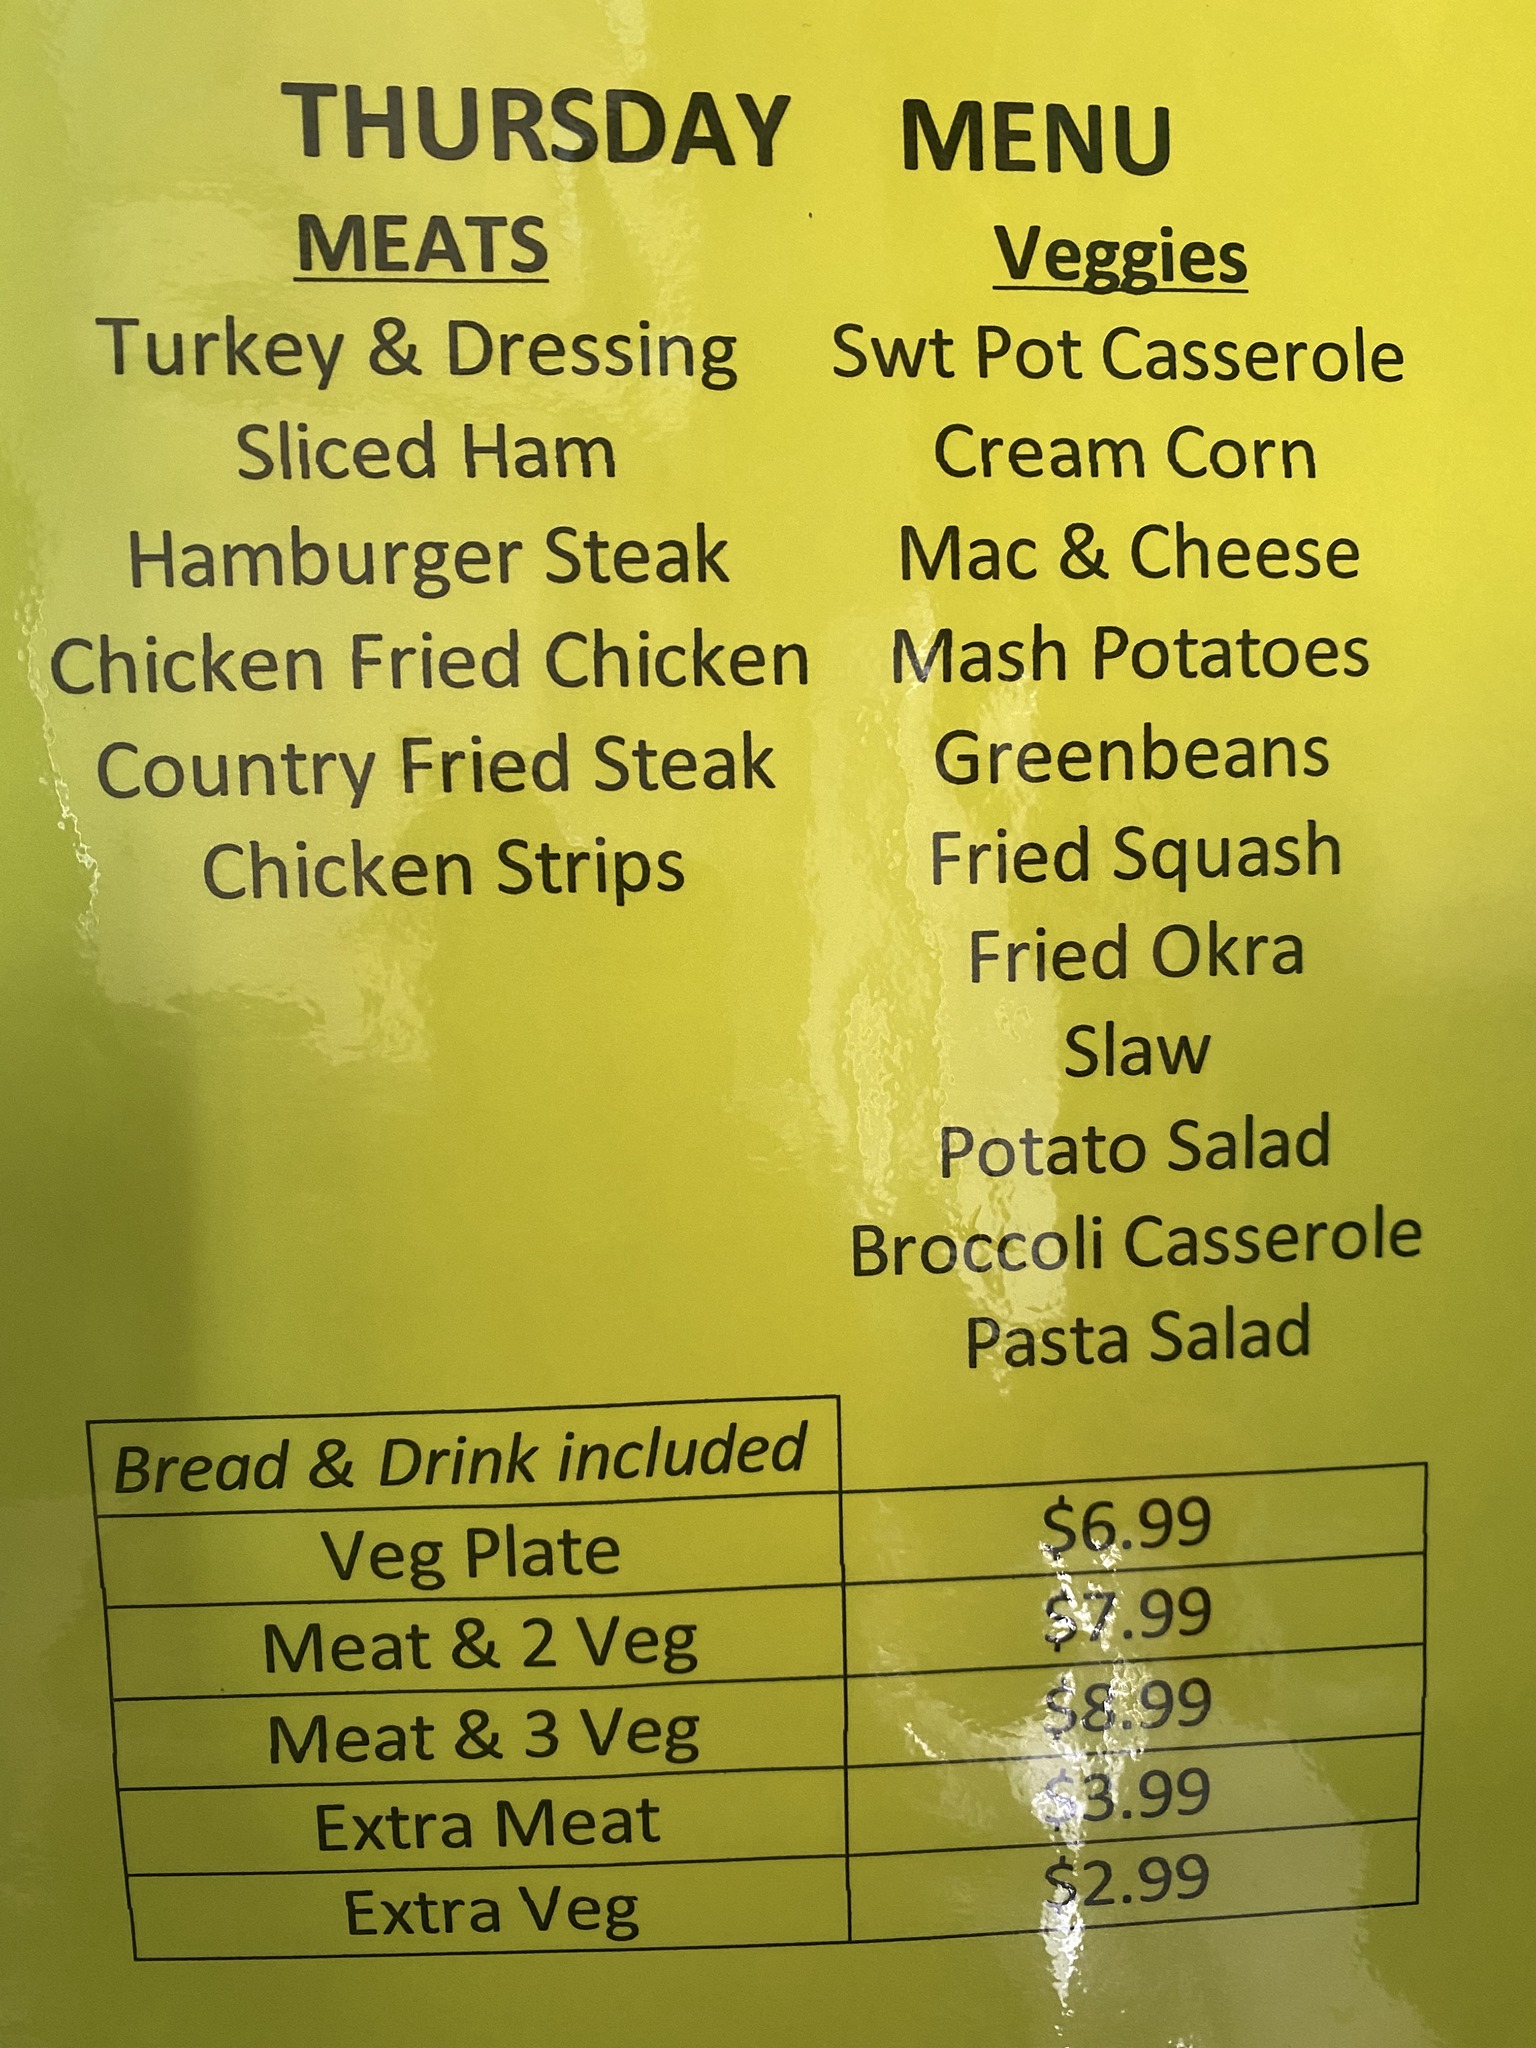 THURSDAY MENU
MEATS
Turkey & Dressing
Sliced Ham
Hamburger Steak
Chicken Fried Chicken
Country Fried Steak
Chicken Strips
Veggies
Swt Pot Casserole
Cream Corn
Mac & Cheese
Mash Potatoes
Greenbeans
Fried Squash
Fried Okra
Slaw
Potato Salad
Broccoli Casserole
Pasta Salad
Bread & Drink included
Veg Plate $6.99
Meat & 2 Veg $7.99
Meat & 3 Veg $8.99
Extra Meat $3.99
Extra Veg $2.99